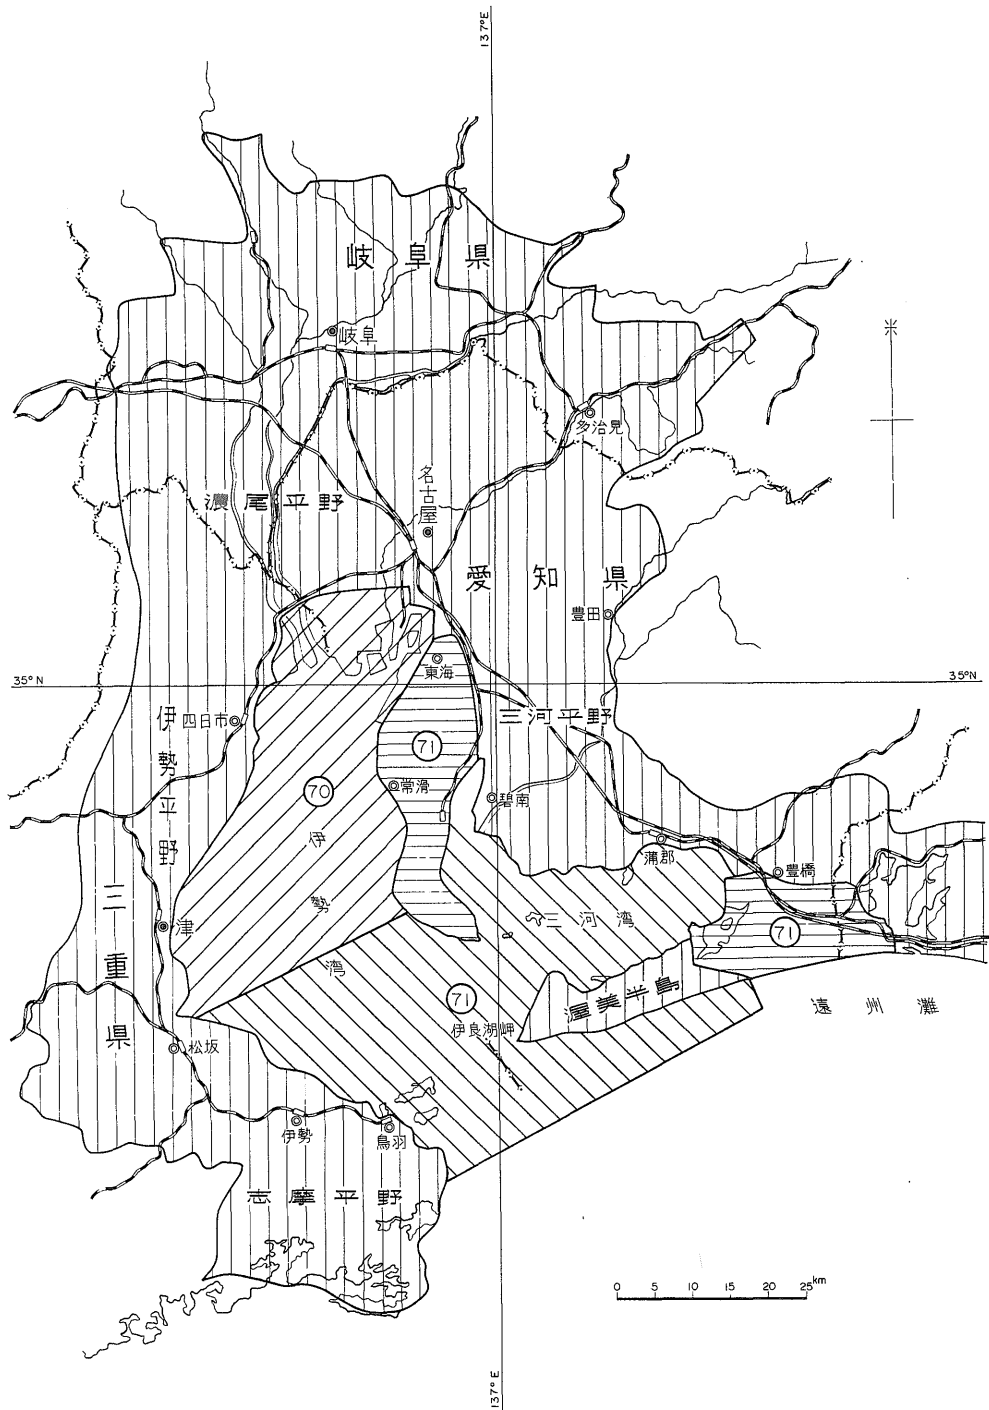 137°E
岐阜県
岐阜
多治見
名古屋
濃尾平野
愛知県
豊田
東海
35°N
35°N
伊勢平野
四日市
三河平野
71
常滑
70
碧南
伊勢湾
蒲郡
豊橋
三重県
津
三河湾
71
71
渥美半島
伊良湖岬
遠州灘
松坂
伊勢
鳥羽
志摩平野
0 5 10 15 20 25km
137°E